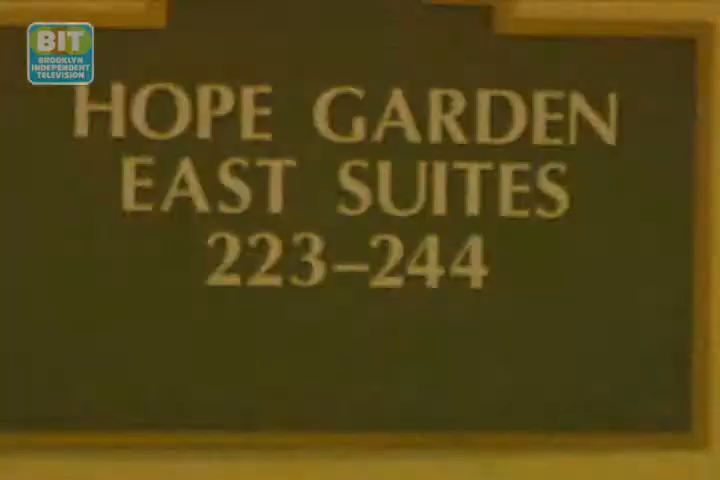 BIT
BROOKLYN
INDEPENDENT
TELEVISION
HOPE GARDEN
EAST SUITES
223–244